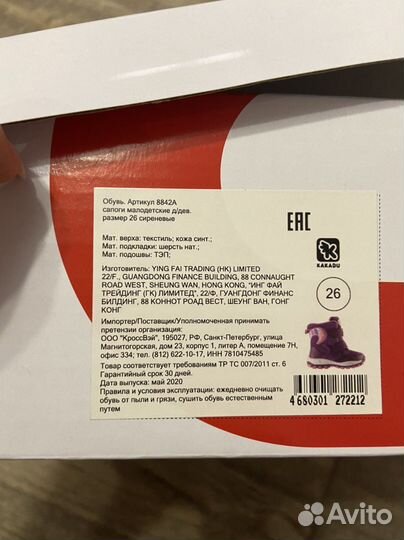 Обувь. Артикул 8842А
сапоги малодетские д/дев.
размер 26 сиреневые
Мат. верха: текстиль; кожа синт.;
Мат. подкладки: шерсть нат.;
Мат. подошвы: ТЭП;
Изготовитель: YING FAI TRADING (HK) LIMITED
22/F., GUANGDONG FINANCE BUILDING, 88 CONNAUGHT
ROAD WEST, SHEUNG WAN, HONG KONG, "ИНГ ФАЙ
ТРЕЙДИНГ (ГК) ЛИМИТЕД", 22/Ф, ГУАНГДОНГ ФИНАНС
БИЛДИНГ, 88 КОННОТ РОАД ВЕСТ, ШЕУНГ ВАН, ГОНГ
КОНГ
Импортер/Поставщик/Уполномоченная принимать
претензии организация:
ООО "КроссВэй", 195027, РФ, Санкт-Петербург, улица
Магнитогорская, дом 23, корпус 1, литер А, помещение 7Н,
офис 334; тел. (812) 622-10-17; ИНН 7810475485
Товар соответствует требованиям ТР ТС 007/2011 ст. 6
Гарантийный срок 30 дней.
Дата выпуска: май 2020
Правила и условия эксплуатации: ежедневно очищать
обувь от пыли и грязи, сушить обувь естественным
путем
EAC
KAKADU
26
4 680301 272212
Avito